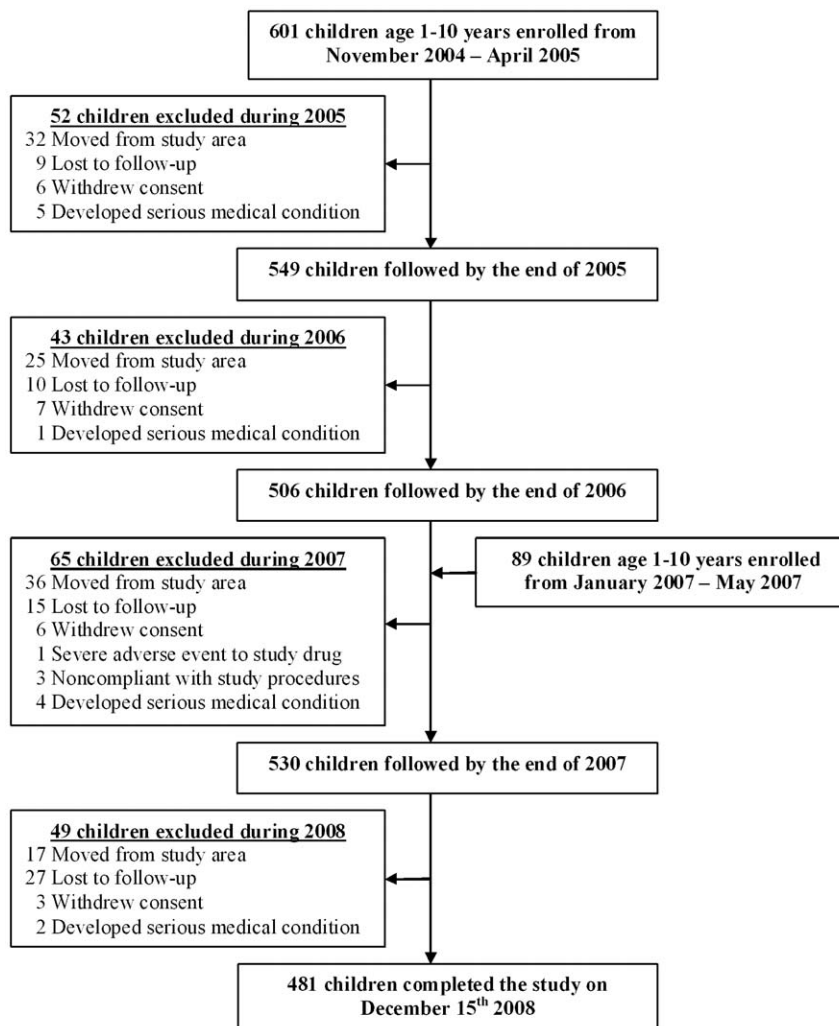 601 children age 1-10 years enrolled from
November 2004 – April 2005
52 children excluded during 2005
32 Moved from study area
9 Lost to follow-up
6 Withdrew consent
5 Developed serious medical condition
549 children followed by the end of 2005
43 children excluded during 2006
25 Moved from study area
10 Lost to follow-up
7 Withdrew consent
1 Developed serious medical condition
506 children followed by the end of 2006
65 children excluded during 2007
36 Moved from study area
15 Lost to follow-up
6 Withdrew consent
1 Severe adverse event to study drug
3 Noncompliant with study procedures
4 Developed serious medical condition
89 children age 1-10 years enrolled
from January 2007 – May 2007
530 children followed by the end of 2007
49 children excluded during 2008
17 Moved from study area
27 Lost to follow-up
3 Withdrew consent
2 Developed serious medical condition
481 children completed the study on
December 15th 2008